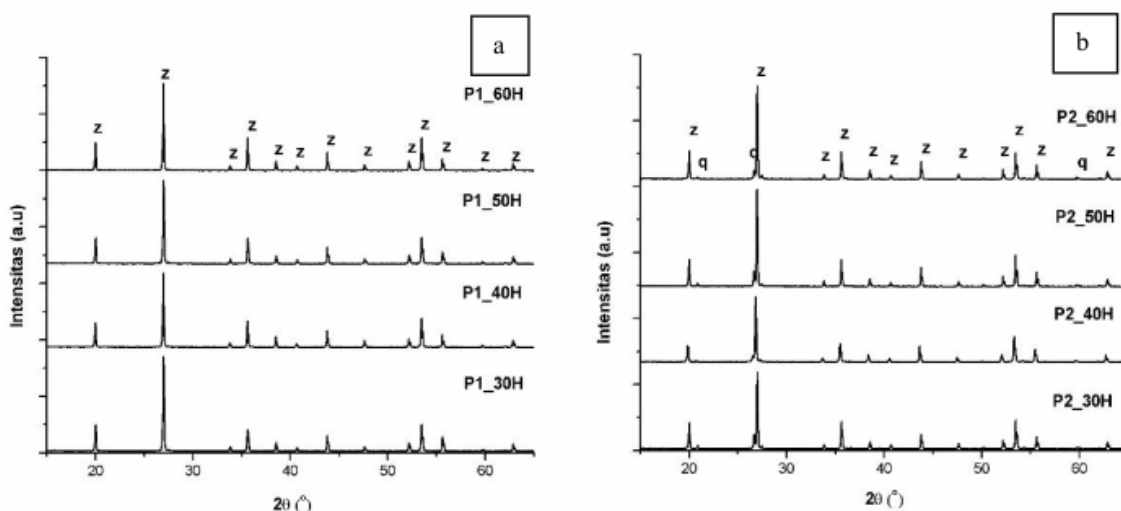 a
z
P1_60H
z
z
z
z
z
z
z
z
z
z
z
z
P1_50H
P1_40H
P1_30H
Intensitas (a.u)
20
30
40
50
60
2θ (°)
b
z
P2_60H
z
q
q
z
z
z
z
z
z
z
z
z
q
z
P2_50H
P2_40H
P2_30H
Intensitas (a.u)
20
30
40
50
60
2θ (°)